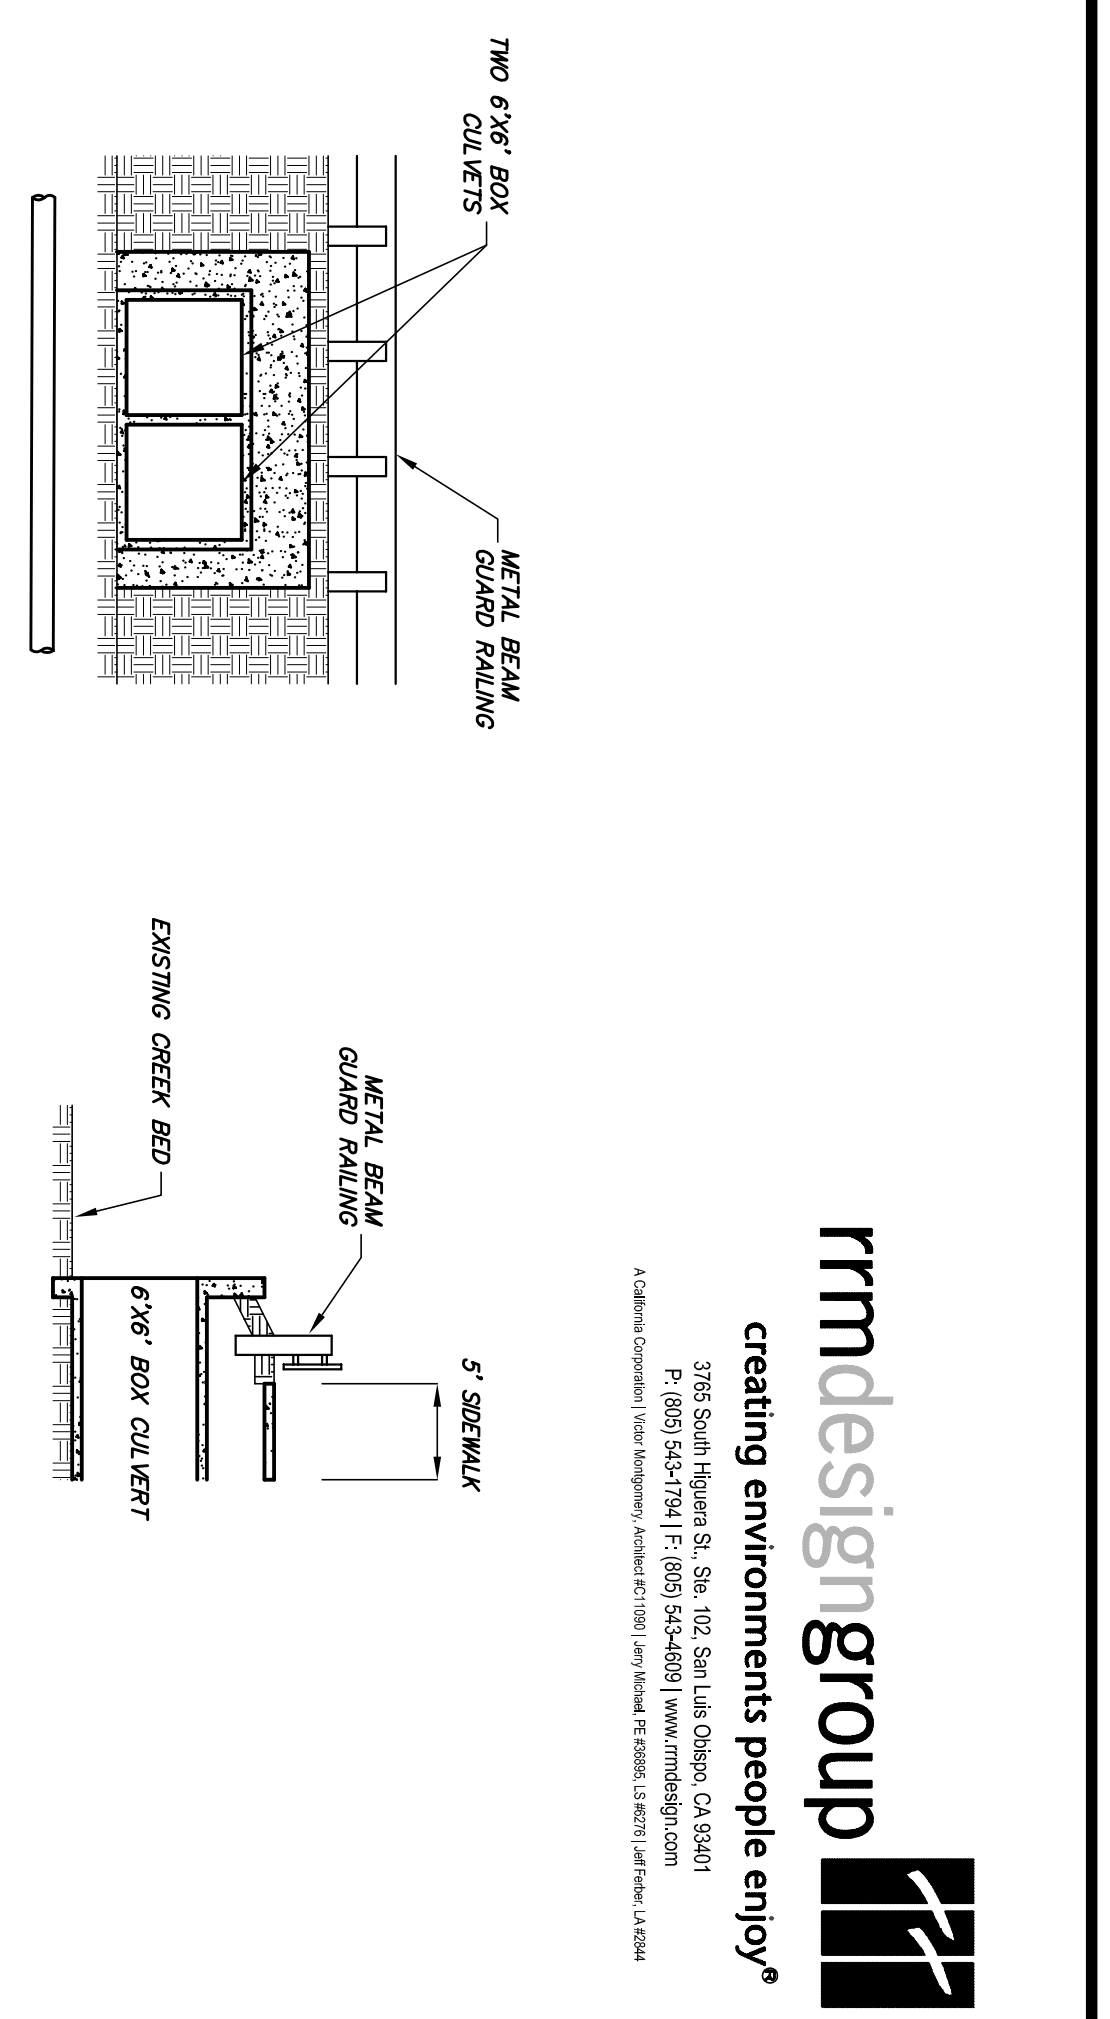 rrmdesigngroup
creating environments people enjoy®
3765 South Higuera St., Ste. 102, San Luis Obispo, CA 93401
P: (805) 543-1794 | F: (805) 543-4609 | www.rrmdesign.com
A California Corporation | Victor Montgomery, Architect #C11090 | Jerry Michael, PE #36895, LS #6276 | Jeff Ferber, LA #2844
TWO 6'X6' BOX
CULVETS
METAL BEAM
GUARD RAILING
5' SIDEWALK
METAL BEAM
GUARD RAILING
EXISTING CREEK BED
6'X6' BOX CULVERT